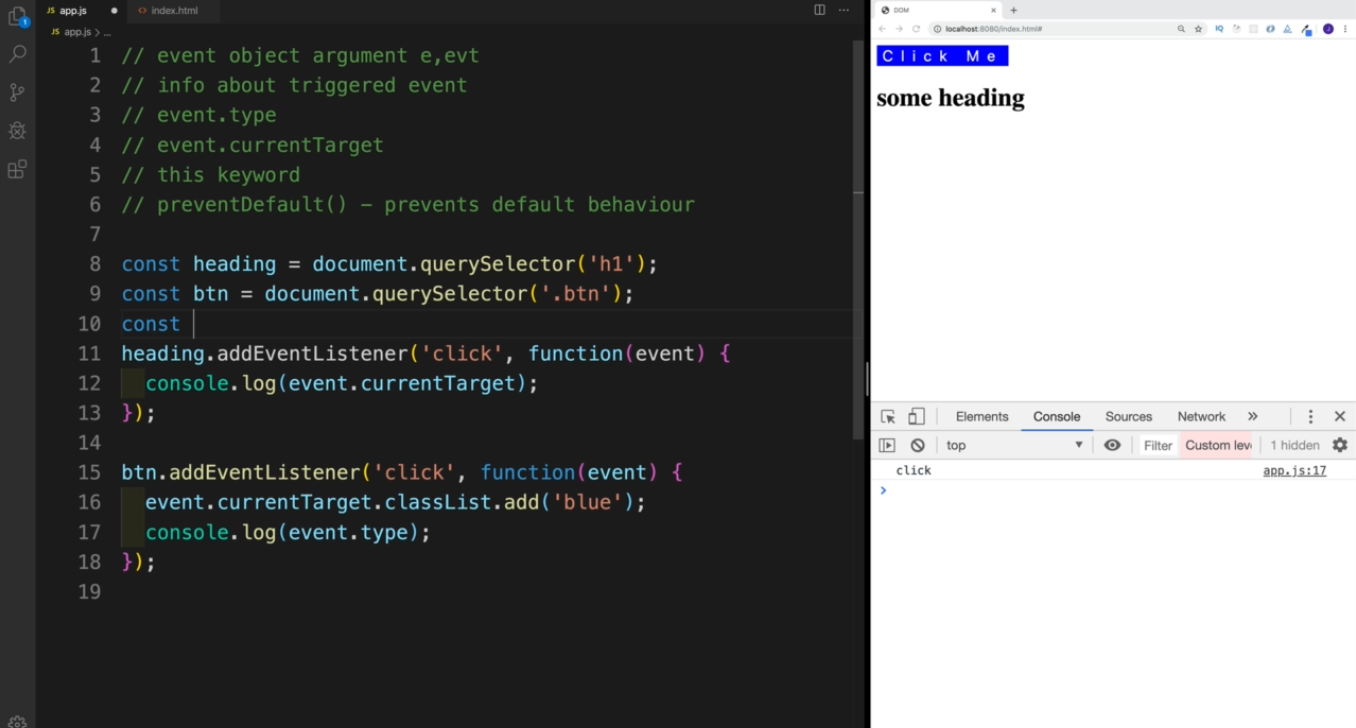 JS app.js ● <> index.html
JS app.js > ...
1 // event object argument e,evt
2 // info about triggered event
3 // event.type
4 // event.currentTarget
5 // this keyword
6 // preventDefault() – prevents default behaviour
7
8 const heading = document.querySelector('h1');
9 const btn = document.querySelector('.btn');
10 const
11 heading.addEventListener('click', function(event) {
12 console.log(event.currentTarget);
13 });
14
15 btn.addEventListener('click', function(event) {
16 event.currentTarget.classList.add('blue');
17 console.log(event.type);
18 });
19
1
DOM
localhost:8080/index.html#
IQ
Click Me
some heading
Elements Console Sources Network »
top Filter Custom leve 1 hidden
click app.js:17